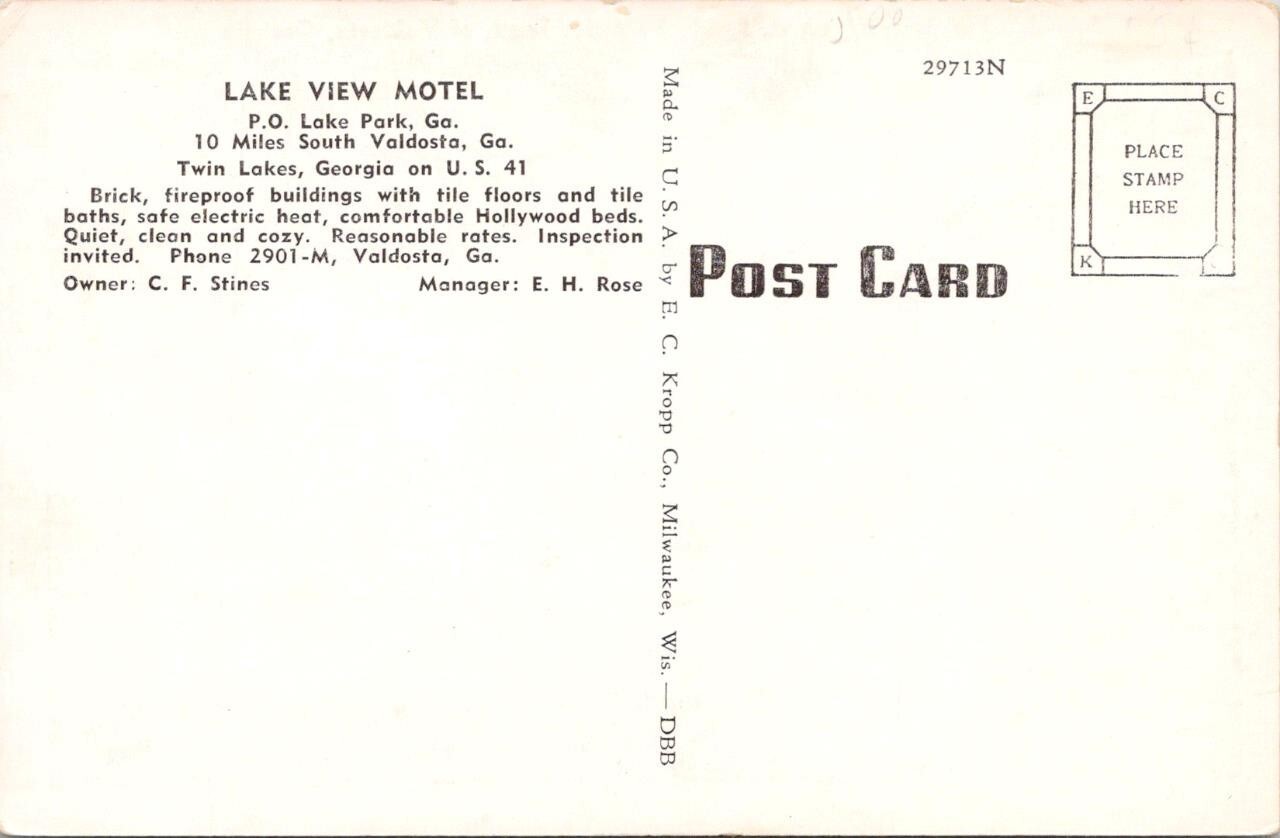 LAKE VIEW MOTEL
P.O. Lake Park, Ga.
10 Miles South Valdosta, Ga.
Twin Lakes, Georgia on U. S. 41
Brick, fireproof buildings with tile floors and tile
baths, safe electric heat, comfortable Hollywood beds.
Quiet, clean and cozy. Reasonable rates. Inspection
invited. Phone 2901-M, Valdosta, Ga.
Owner: C. F. Stines Manager: E. H. Rose
Made in U. S. A. by E. C. Kropp Co., Milwaukee, Wis. — DBB
29713N
POST CARD
E C
PLACE
STAMP
HERE
K